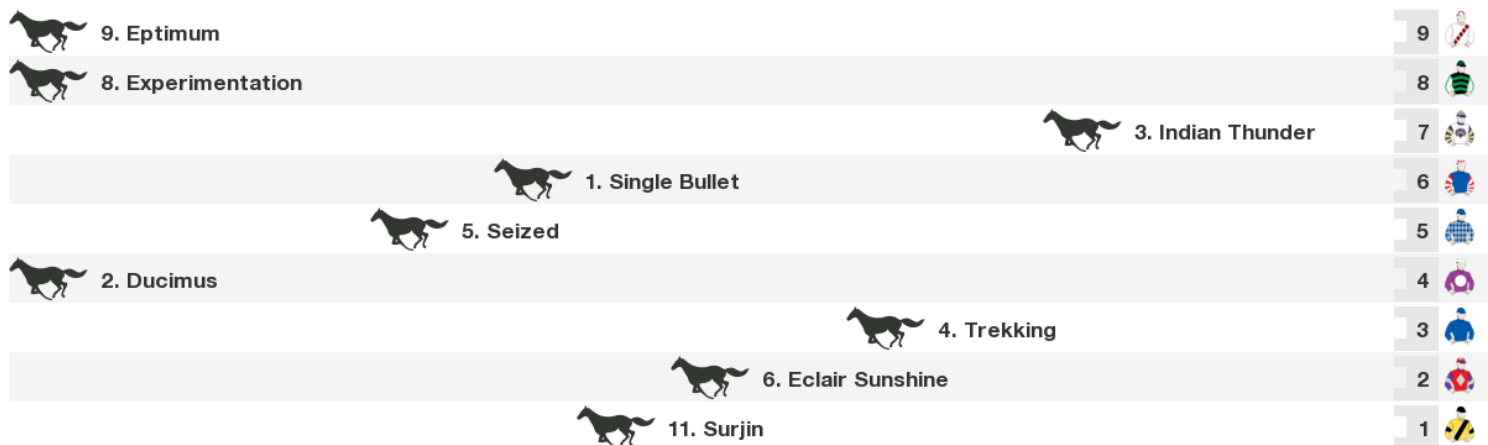 9. Eptimum 9
8. Experimentation 8
3. Indian Thunder 7
1. Single Bullet 6
5. Seized 5
2. Ducimus 4
4. Trekking 3
6. Eclair Sunshine 2
11. Surjin 1